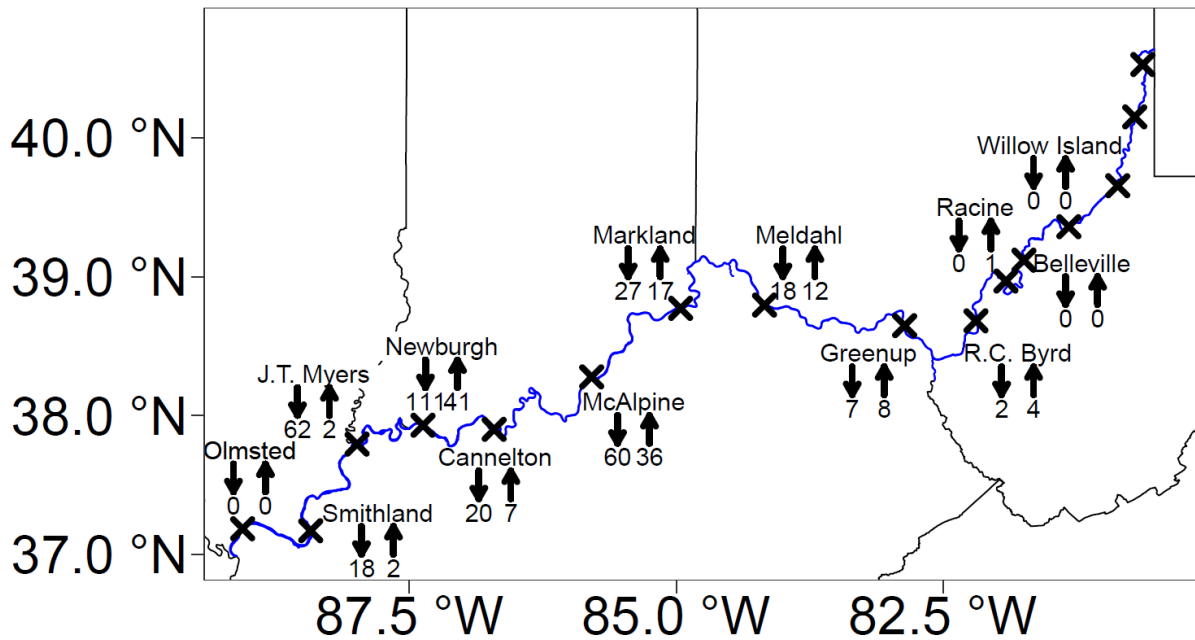 40.0 °N
39.0 °N
38.0 °N
37.0 °N
Willow Island
0 0
Racine
0 1
Belleville
0 0
Markland
27 17
Meldahl
18 12
Greenup
7 8
R.C. Byrd
2 4
Newburgh
111 141
J.T. Myers
62 2
McAlpine
60 36
Cannelton
20 7
Olmsted
0 0
Smithland
18 2
87.5 °W 85.0 °W 82.5 °W